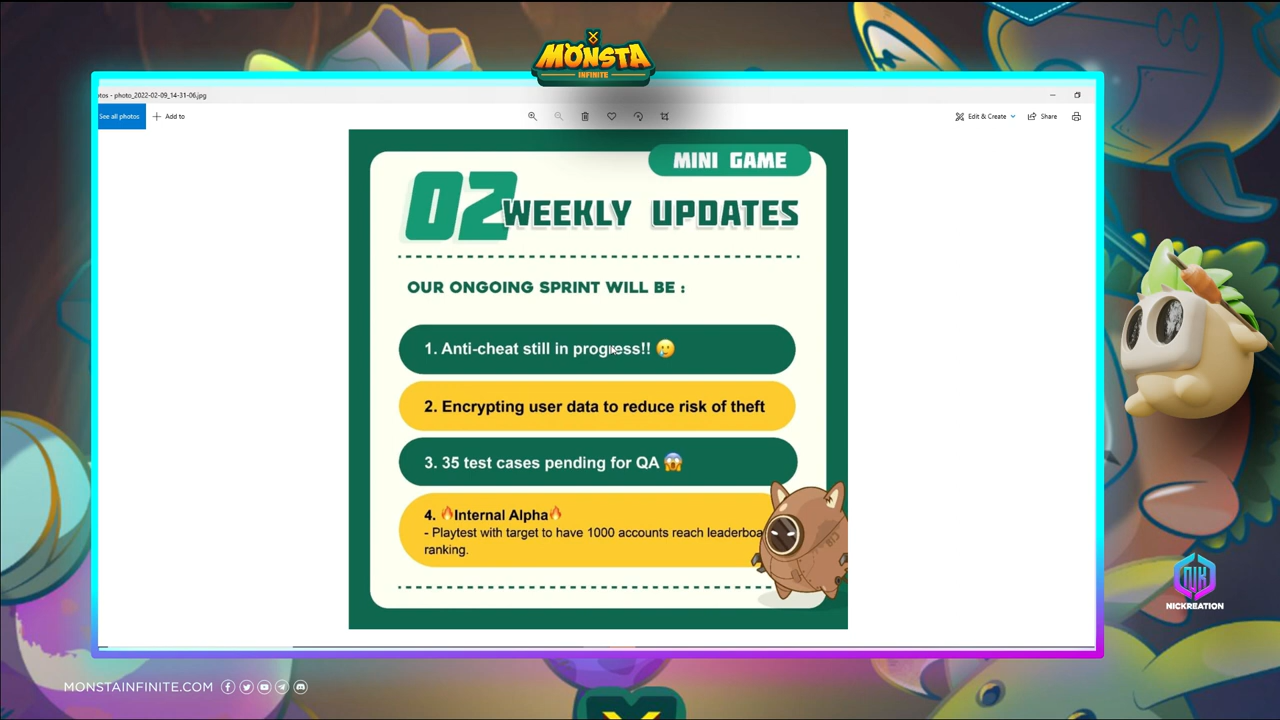 MONSTA
INFINITE
tos - photo_2022-02-09_14-31-06.jpg
See all photos
Add to
Edit & Create
Share
MINI GAME
02 WEEKLY UPDATES
OUR ONGOING SPRINT WILL BE :
1. Anti-cheat still in progress!! 🥲
2. Encrypting user data to reduce risk of theft
3. 35 test cases pending for QA 😱
4. 🔥Internal Alpha🔥
- Playtest with target to have 1000 accounts reach leaderboa
ranking.
NICKREATION
MONSTAINFINITE.COM